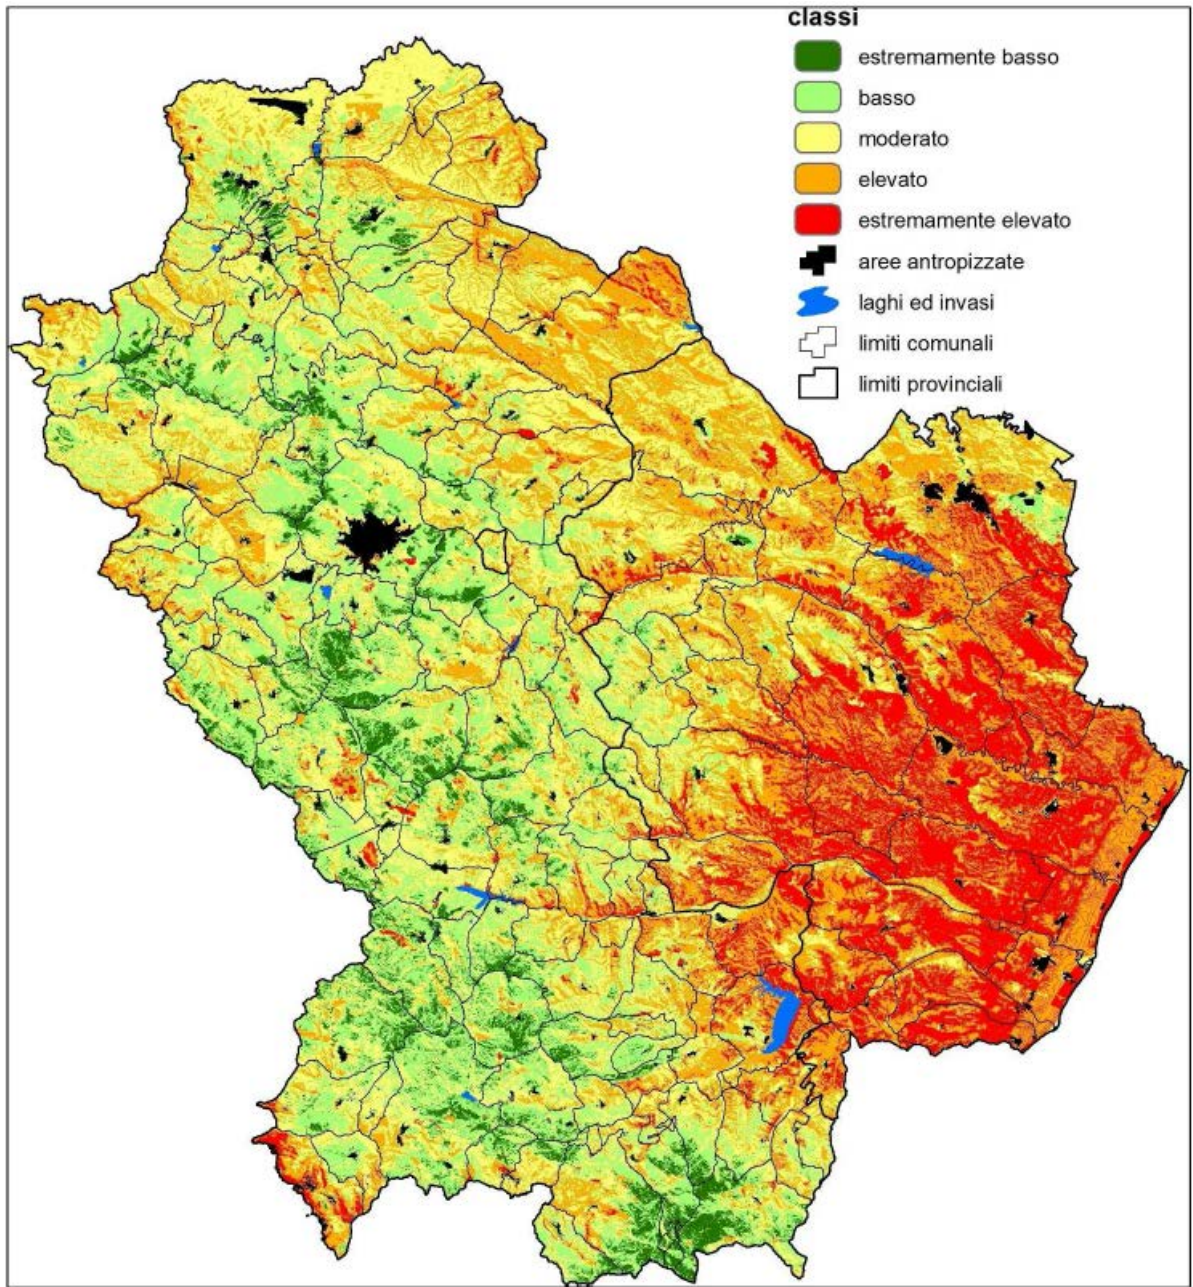 classi
estremamente basso
basso
moderato
elevato
estremamente elevato
aree antropizzate
laghi ed invasi
limiti comunali
limiti provinciali